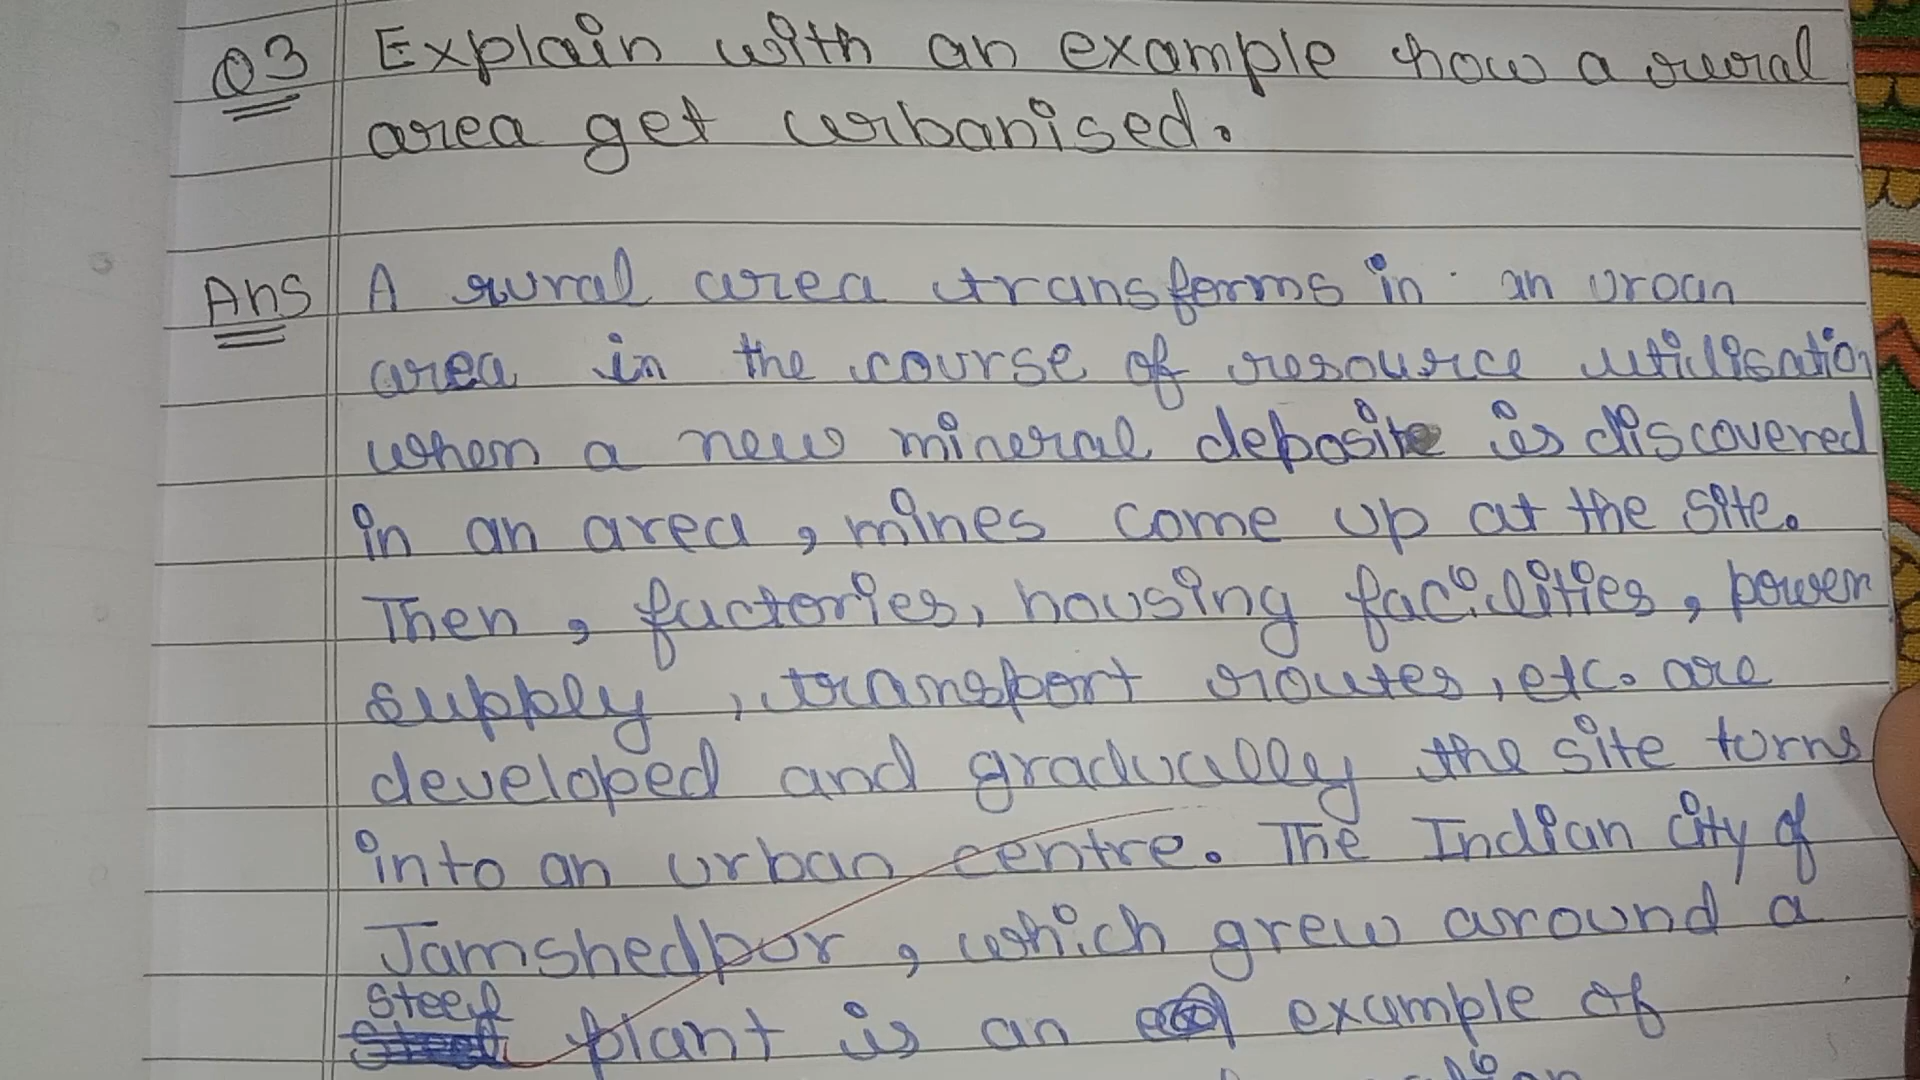 Q3 Explain with an example how a rural
area get urbanised.
Ans A rural area transforms in an uroan
area in the course of resource utilisation
when a new mineral deposite is discovered
in an area, mines come up at the site.
Then, factories, housing facilities, power
supply, transport routes, etc. are
developed and gradually the site torns
into an urban centre. The Indian city of
Jamshedpur, which grew around a
steel plant is an example of